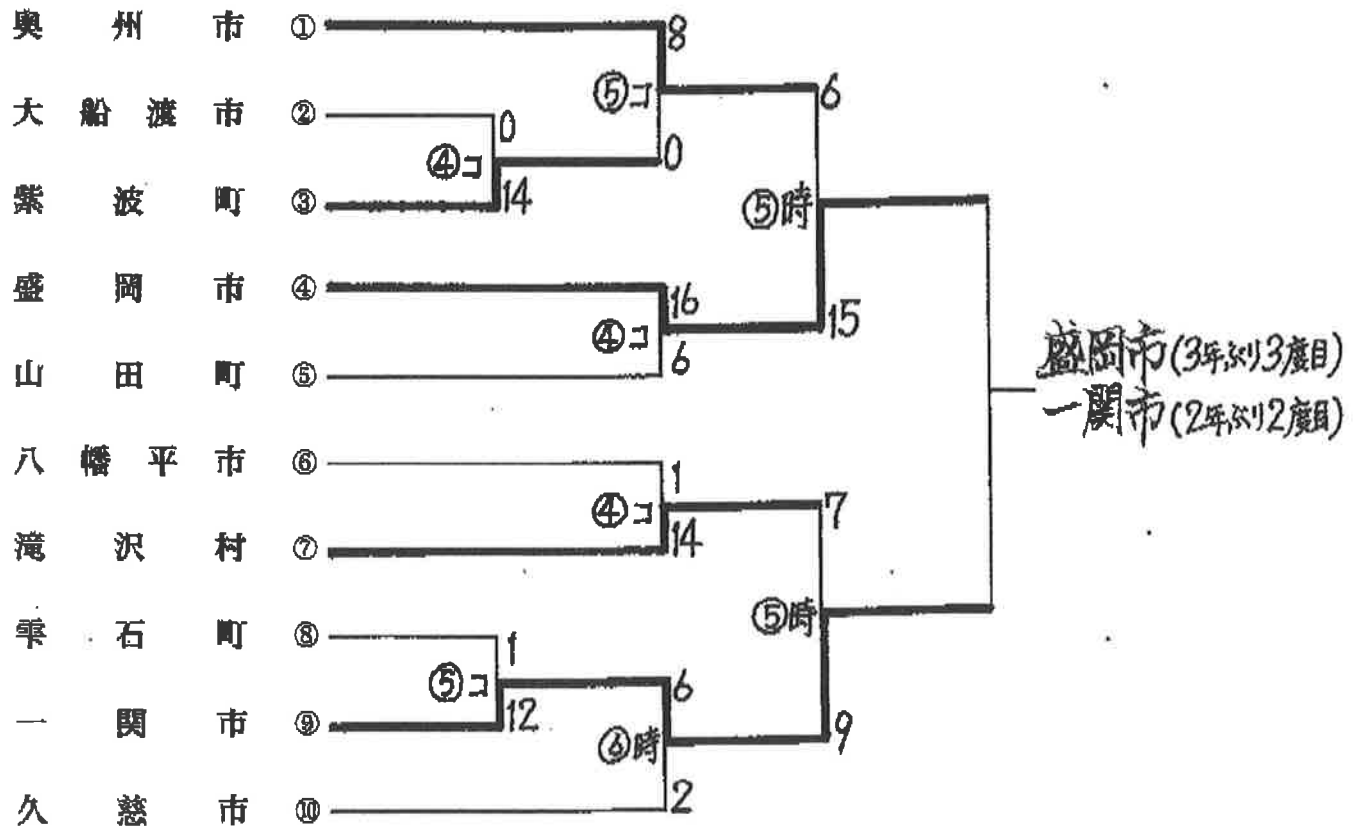 奥州市 ① 8
⑤コ 6
大船渡市 ② 0
④コ 0
紫波町 ③ 14
⑤時
盛岡市 ④ 16
④コ 15
山田町 ⑤ 6
盛岡市(3年ぶり3度目)
一関市(2年ぶり2度目)
八幡平市 ⑥ 1
④コ 7
滝沢村 ⑦ 14
⑤時
雫石町 ⑧ 1
⑤コ 6
一関市 ⑨ 12
⑥時 9
久慈市 ⑩ 2